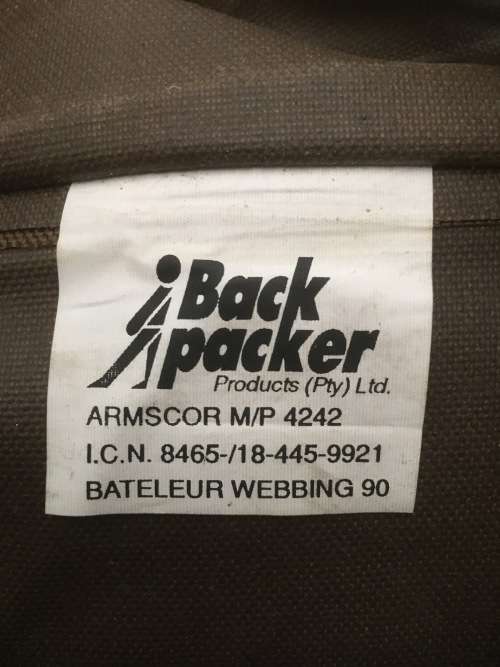 Back
packer
Products (Pty) Ltd.
ARMSCOR M/P 4242
I.C.N. 8465-/18-445-9921
BATELEUR WEBBING 90